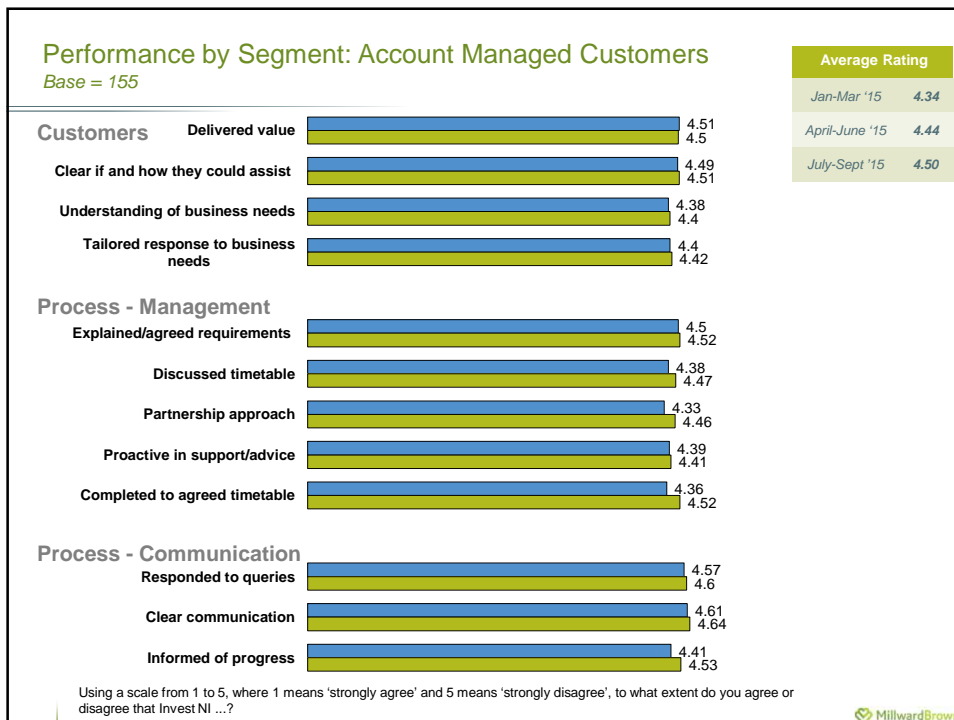 Performance by Segment: Account Managed Customers
Base = 155
Average Rating
Jan-Mar ‘15 4.34
April-June ‘15 4.44
July-Sept ’15 4.50
Customers
Delivered value
4.51
4.5
Clear if and how they could assist
4.49
4.51
Understanding of business needs
4.38
4.4
Tailored response to business
needs
4.4
4.42
Process - Management
Explained/agreed requirements
4.5
4.52
Discussed timetable
4.38
4.47
Partnership approach
4.33
4.46
Proactive in support/advice
4.39
4.41
Completed to agreed timetable
4.36
4.52
Process - Communication
Responded to queries
4.57
4.6
Clear communication
4.61
4.64
Informed of progress
4.41
4.53
Using a scale from 1 to 5, where 1 means ‘strongly agree’ and 5 means ‘strongly disagree’, to what extent do you agree or
disagree that Invest NI ...?
MillwardBrown